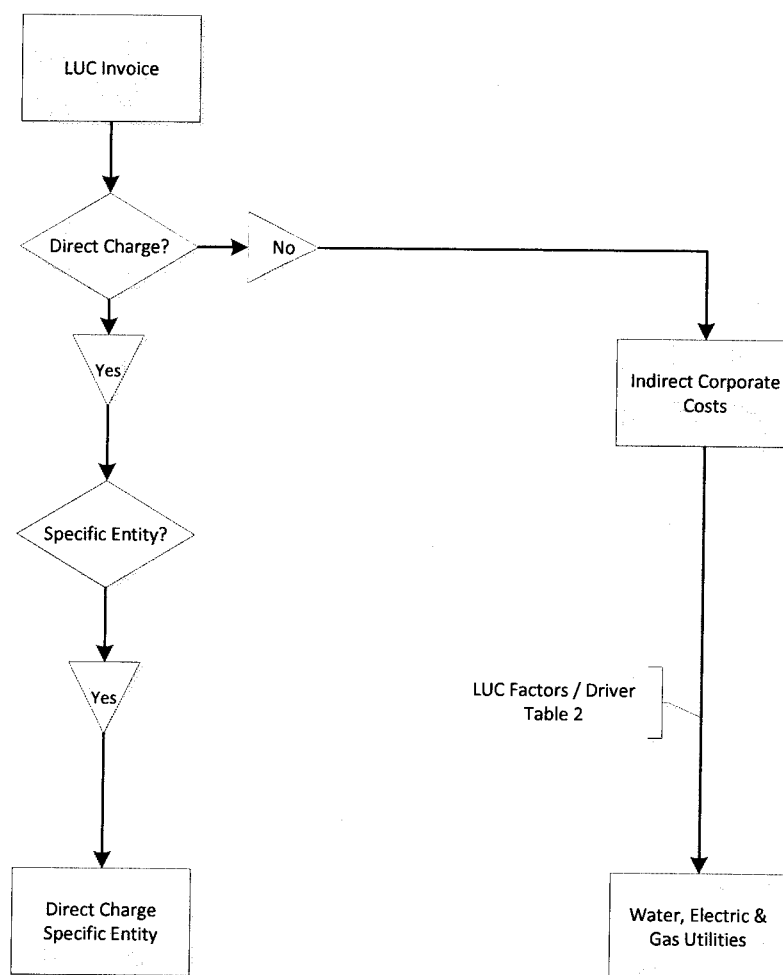 LUC Invoice
Direct Charge?
No
Yes
Indirect Corporate
Costs
Specific Entity?
Yes
LUC Factors / Driver
Table 2
Direct Charge
Specific Entity
Water, Electric &
Gas Utilities